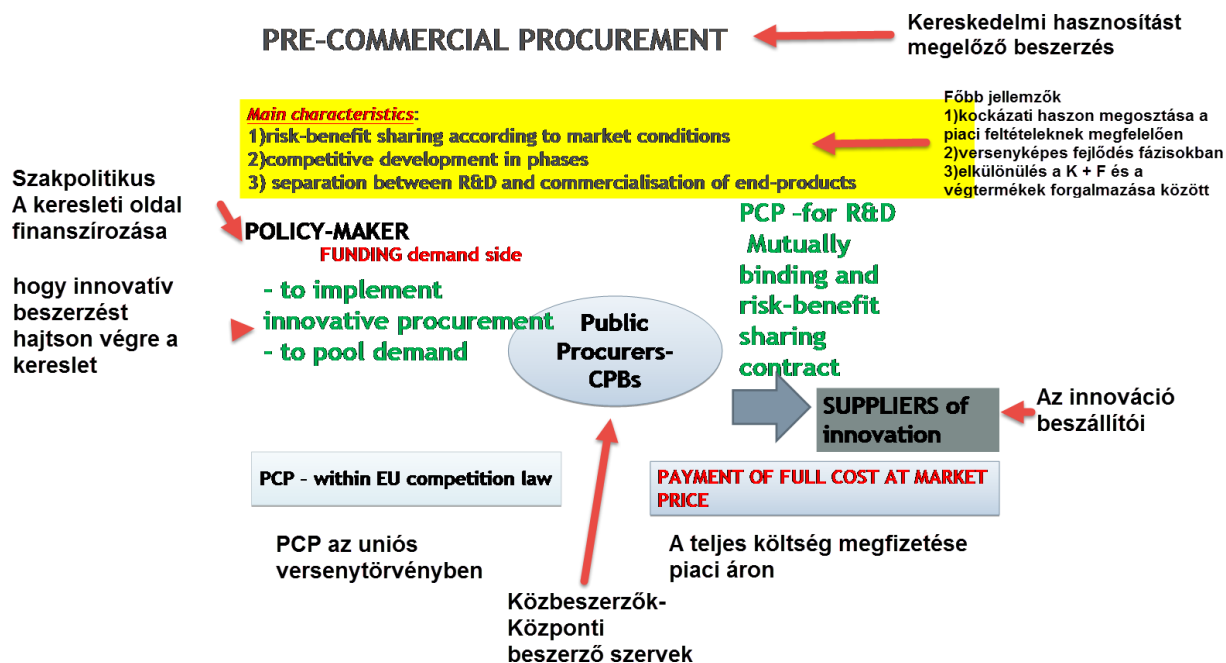 PRE-COMMERCIAL PROCUREMENT
Kereskedelmi hasznosítást
megelőző beszerzés
Main characteristics:
1)risk-benefit sharing according to market conditions
2)competitive development in phases
3) separation between R&D and commercialisation of end-products
Főbb jellemzők
1)kockázati haszon megosztása a
piaci feltételeknek megfelelően
2)versenyképes fejlődés fázisokban
3)elkülönülés a K + F és a
végtermékek forgalmazása között
Szakpolitikus
A keresleti oldal
finanszírozása
hogy innovatív
beszerzést
hajtson végre a
kereslet
POLICY-MAKER
FUNDING demand side
- to implement
innovative procurement
- to pool demand
Public
Procurers-
CPBs
PCP -for R&D
Mutually
binding and
risk-benefit
sharing
contract
SUPPLIERS of
innovation
Az innováció
beszállítói
PCP - within EU competition law
PAYMENT OF FULL COST AT MARKET
PRICE
PCP az uniós
versenytörvényben
A teljes költség megfizetése
piaci áron
Közbeszerzők-
Központi
beszerző szervek